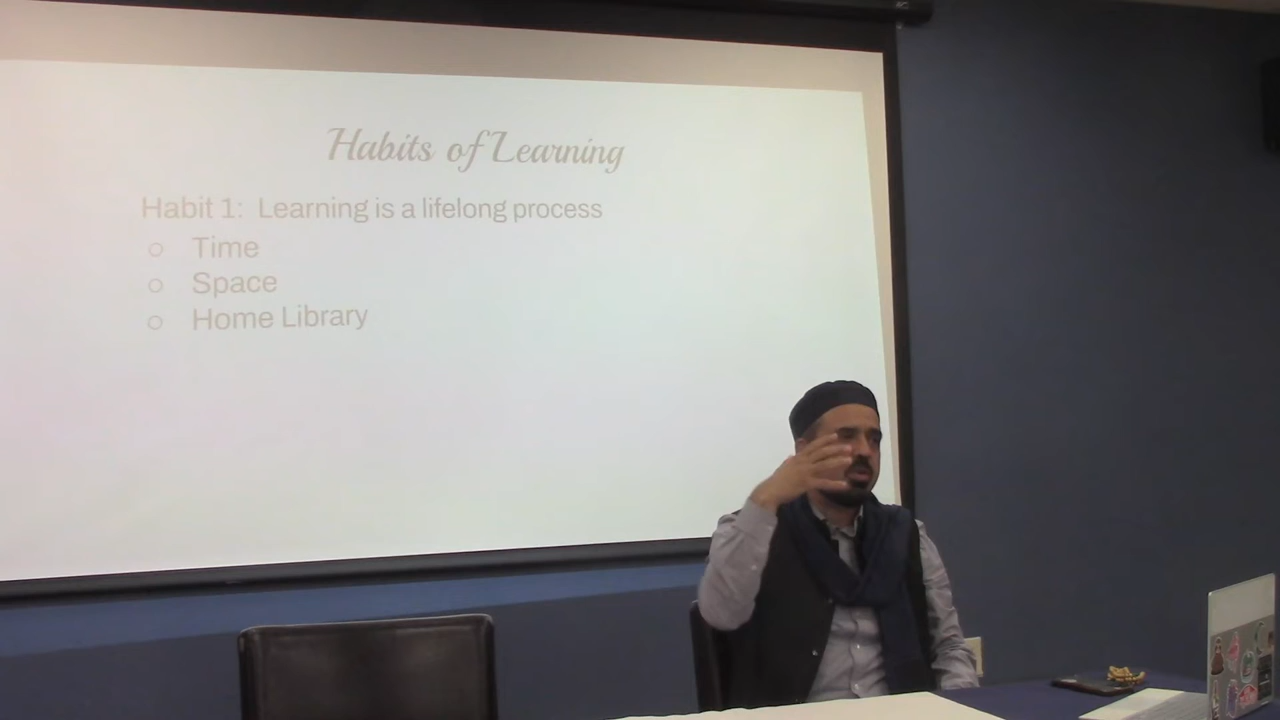 Habits of Learning
Habit 1: Learning is a lifelong process
○ Time
○ Space
○ Home Library